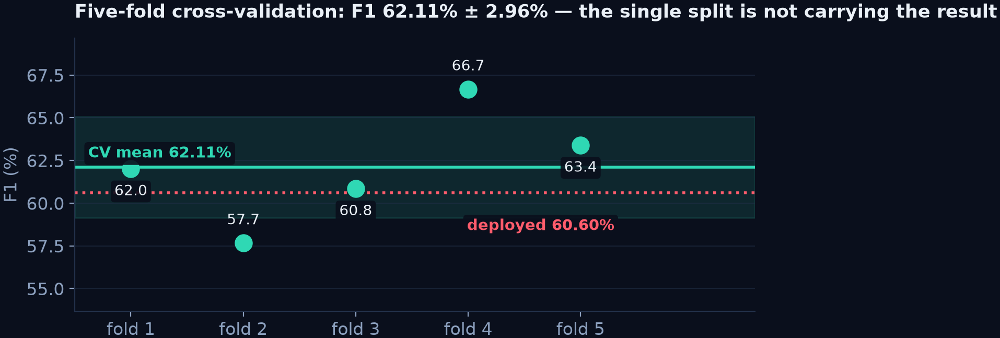 Five-fold cross-validation: F1 62.11% ± 2.96% — the single split is not carrying the result
F1 (%)
67.5
65.0
62.5
60.0
57.5
55.0
66.7
CV mean 62.11%
63.4
62.0
60.8
57.7
deployed 60.60%
fold 1
fold 2
fold 3
fold 4
fold 5